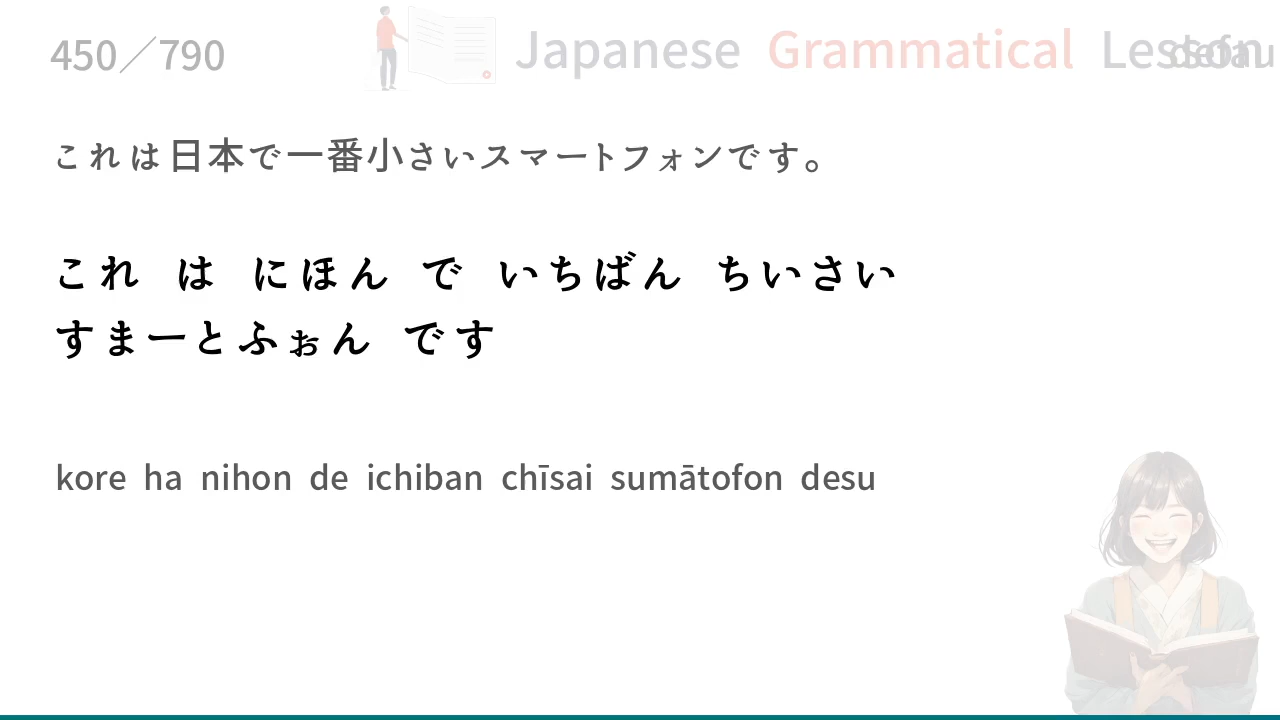 450／790
Japanese Grammatical Lesson
defau
これは日本で一番小さいスマートフォンです。
これ は にほん で いちばん ちいさい
すまーとふぉん です
kore ha nihon de ichiban chīsai sumātofon desu